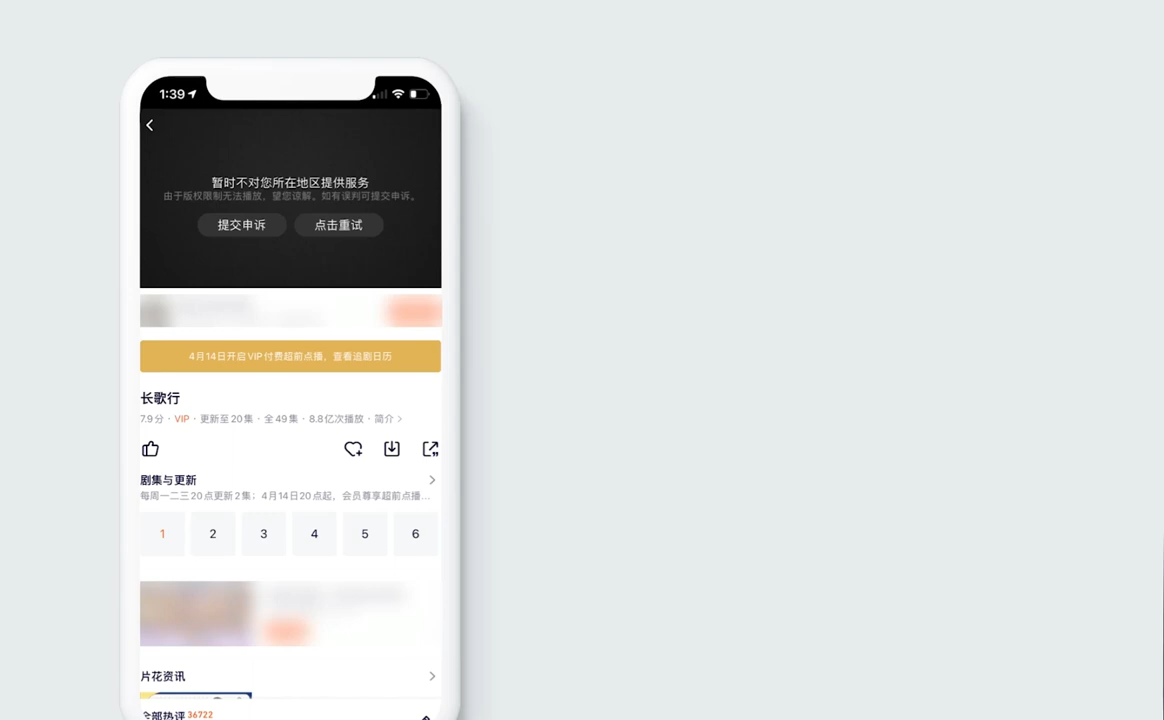 1:39
暂时不对您所在地区提供服务
由于版权限制无法播放，望您谅解。如有误判可提交申诉。
提交申诉
点击重试
4月14日开启VIP付费超前点播，查看追剧日历
长歌行
7.9分 · VIP · 更新至20集 · 全49集 · 8.8亿次播放 · 简介
剧集与更新
每周一二三20点更新2集；4月14日20点起，会员尊享超前点播...
1 2 3 4 5 6
片花资讯
全部热评 36722